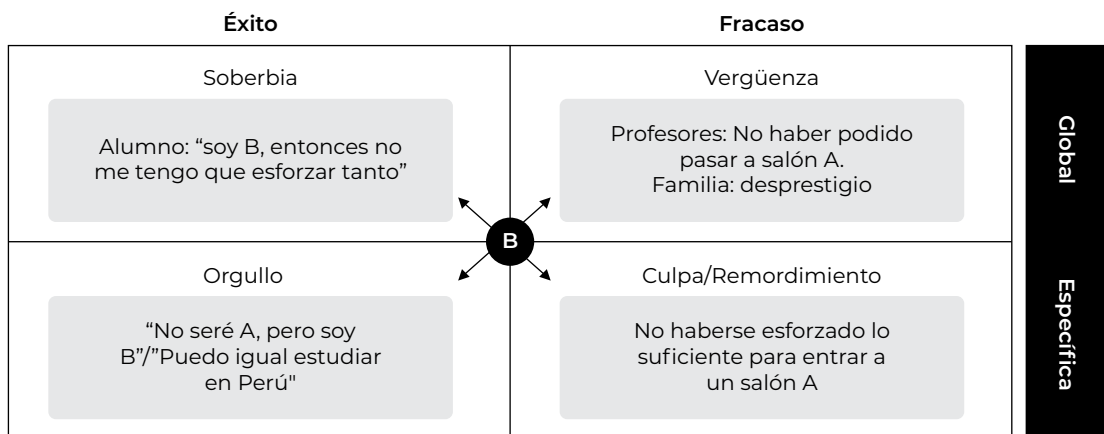 Éxito
Fracaso
Soberbia
Alumno: “soy B, entonces no
me tengo que esforzar tanto”
Vergüenza
Profesores: No haber podido
pasar a salón A.
Familia: desprestigio
Global
B
Orgullo
“No seré A, pero soy
B”/”Puedo igual estudiar
en Perú"
Culpa/Remordimiento
No haberse esforzado lo
suficiente para entrar a
un salón A
Específica